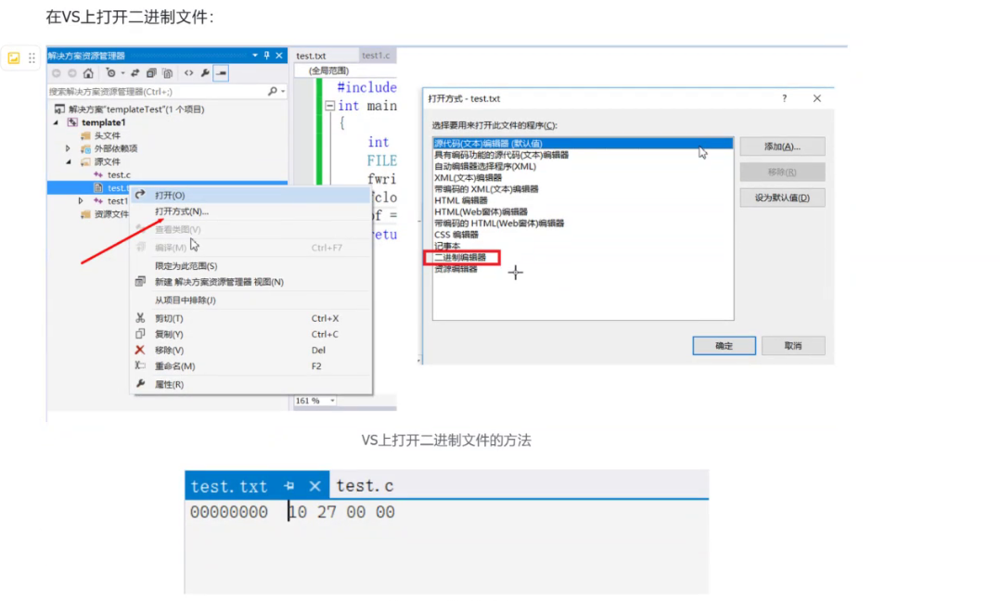 在VS上打开二进制文件：
解决方案资源管理器
搜索解决方案资源管理器(Ctrl+;)
解决方案"templateTest"(1 个项目)
template1
头文件
外部依赖项
源文件
test.c
test.t
test1
资源文件
打开(O)
打开方式(N)...
查看类图(V)
编译(M) Ctrl+F7
限定为此范围(S)
新建 解决方案资源管理器 视图(N)
从项目中排除(J)
剪切(T) Ctrl+X
复制(Y) Ctrl+C
移除(V) Del
重命名(M) F2
属性(R)
test.txt test1.c
(全局范围)
#include
int main
{
int
FILE
fwri
clo
pf =
retu
161 %
打开方式 - test.txt
选择要用来打开此文件的程序(C):
源代码(文本)编辑器 (默认值)
具有编码功能的源代码(文本)编辑器
自动编辑器选择程序(XML)
XML(文本)编辑器
带编码的 XML(文本)编辑器
HTML 编辑器
HTML(Web窗体)编辑器
带编码的 HTML(Web窗体)编辑器
CSS 编辑器
记事本
二进制编辑器
资源编辑器
添加(A)...
移除(R)
设为默认值(D)
确定
取消
VS上打开二进制文件的方法
test.txt test.c
00000000 10 27 00 00